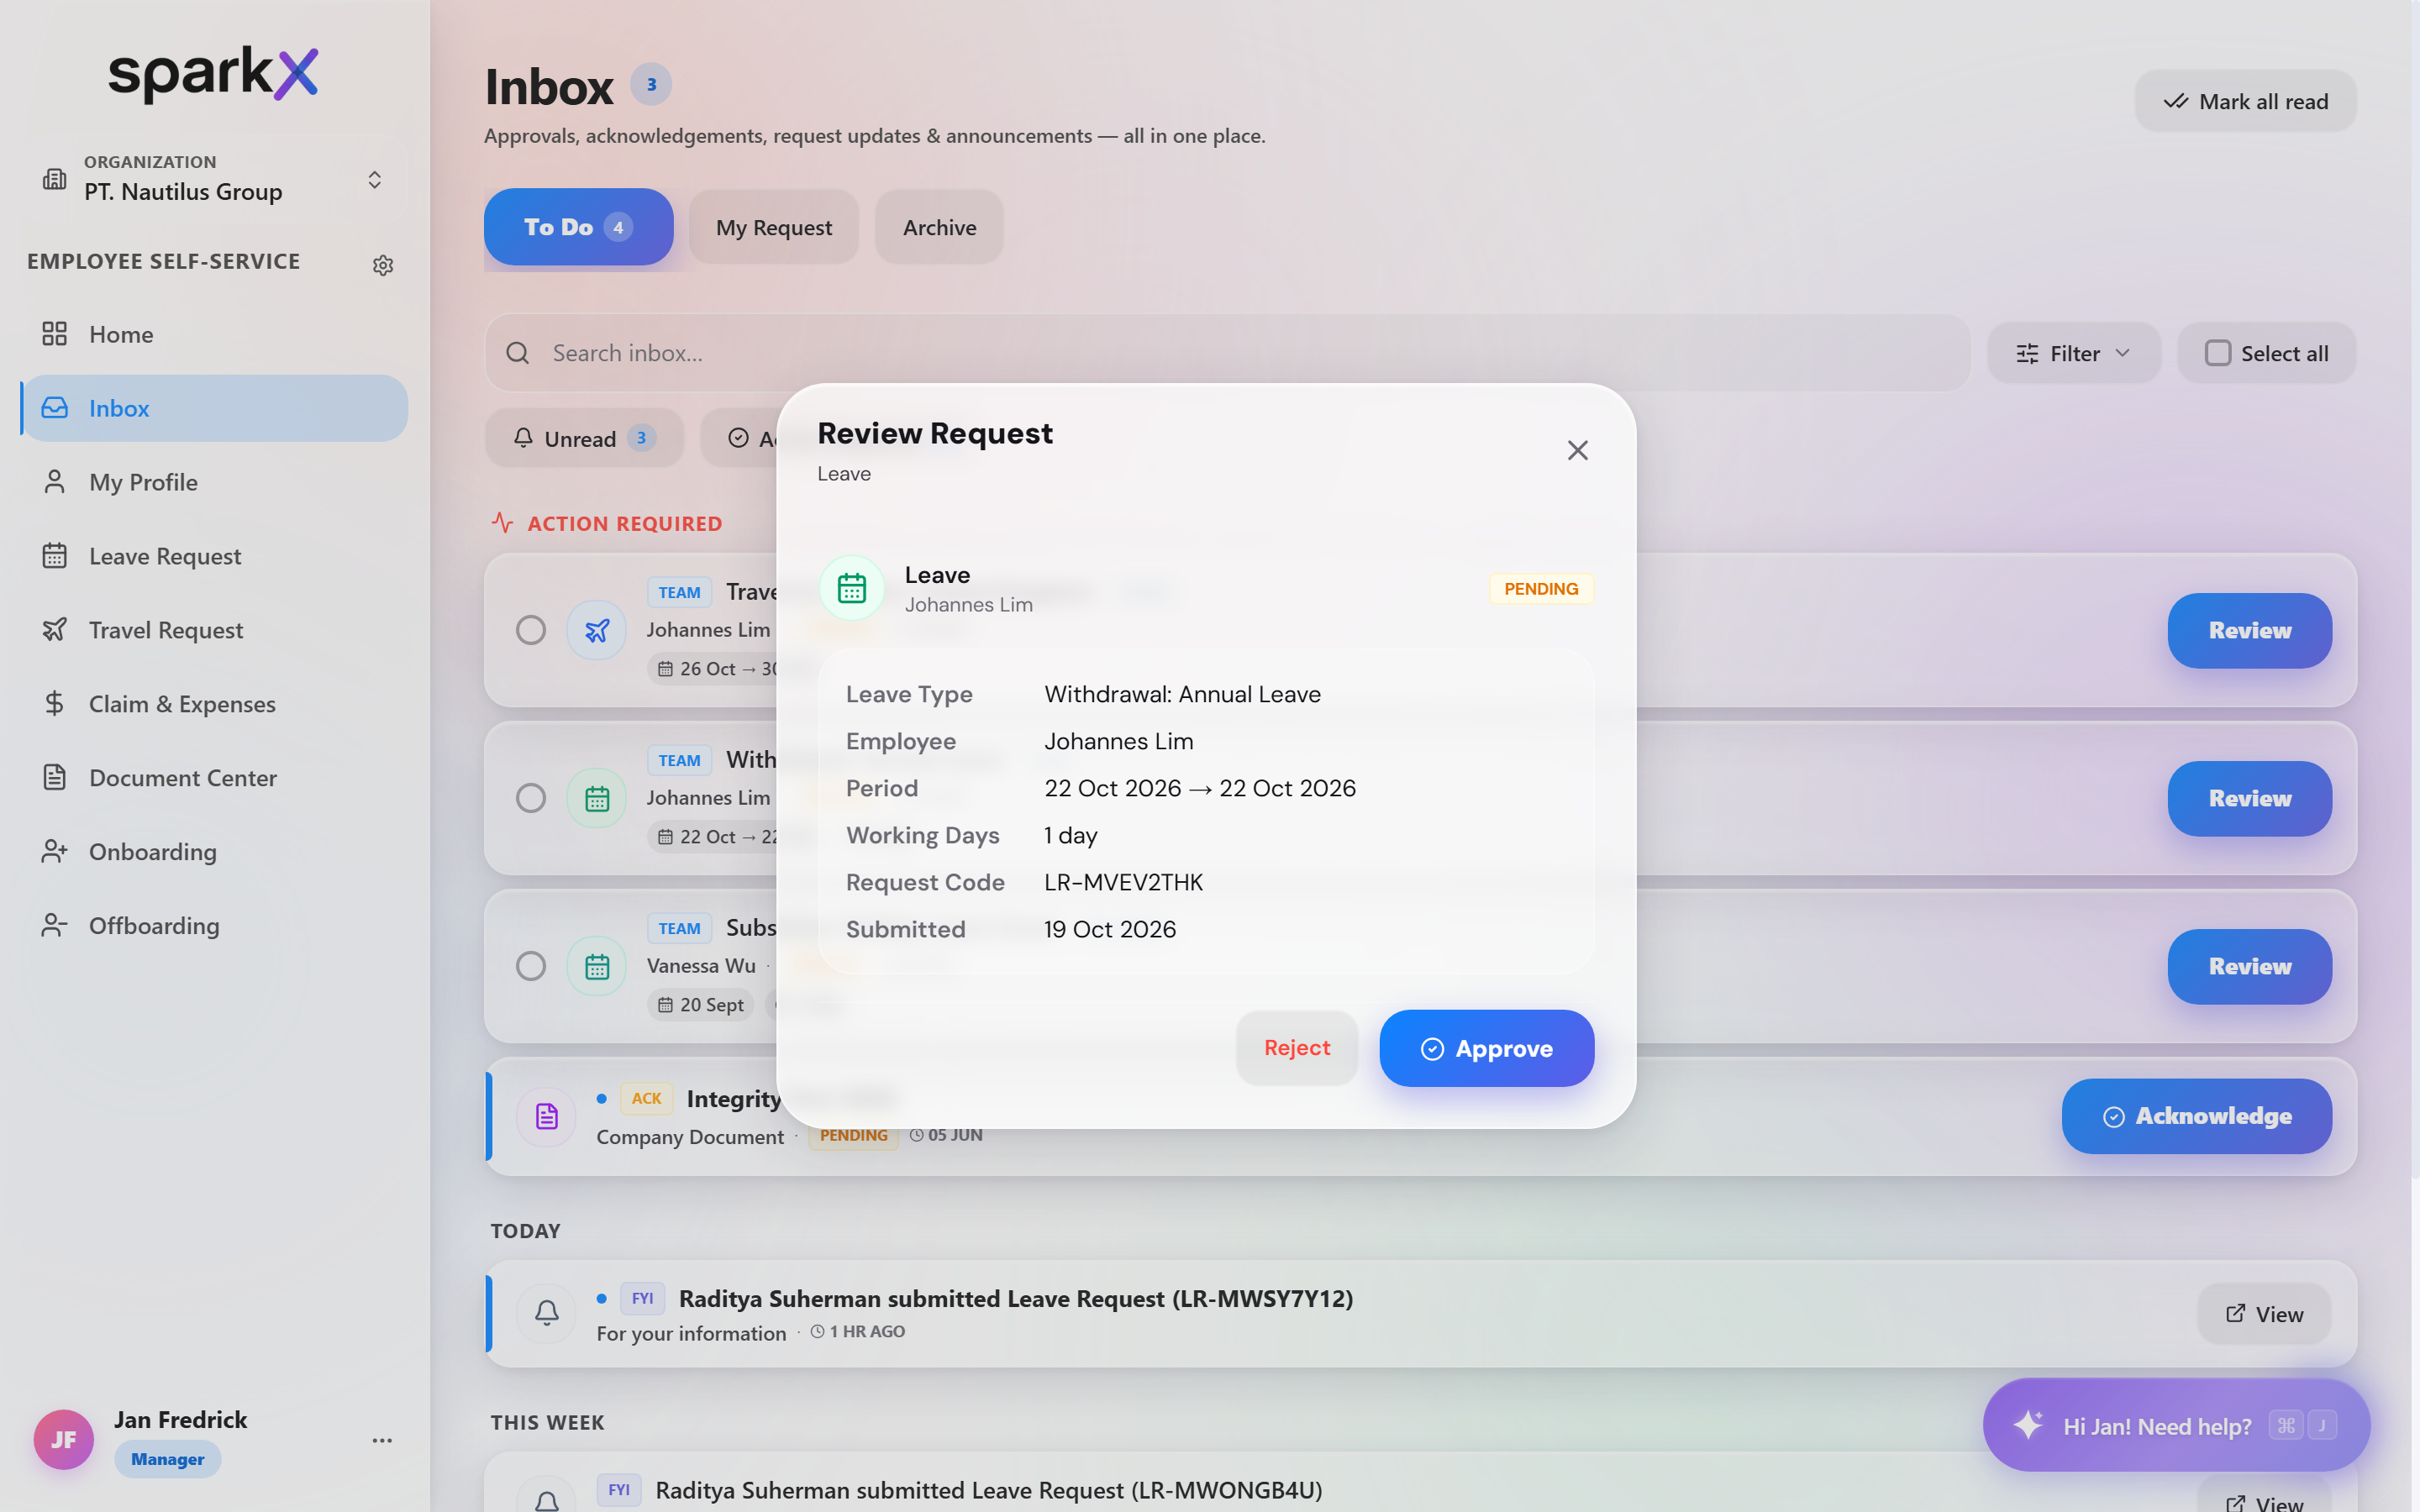 sparkX
ORGANIZATION
PT. Nautilus Group
EMPLOYEE SELF-SERVICE
Home
Inbox
My Profile
Leave Request
Travel Request
Claim & Expenses
Document Center
Onboarding
Offboarding
JF
Jan Fredrick
Manager
Inbox 3
Approvals, acknowledgements, request updates & announcements — all in one place.
Mark all read
To Do 4
My Request
Archive
Search inbox...
Filter
Select all
Unread 3
ACTION REQUIRED
TEAM
Johannes Lim
26 Oct →
Review
TEAM
Johannes Lim
22 Oct →
Review
TEAM
Vanessa Wu ·
20 Sept
Review
ACK Integrity
Company Document · PENDING 05 JUN
Acknowledge
Review Request
Leave
Leave
Johannes Lim
PENDING
Leave Type Withdrawal: Annual Leave
Employee Johannes Lim
Period 22 Oct 2026 → 22 Oct 2026
Working Days 1 day
Request Code LR-MVEV2THK
Submitted 19 Oct 2026
Reject
Approve
TODAY
FYI Raditya Suherman submitted Leave Request (LR-MWSY7Y12)
For your information · 1 HR AGO
View
THIS WEEK
FYI Raditya Suherman submitted Leave Request (LR-MWONGB4U)
View
Hi Jan! Need help? ⌘ J